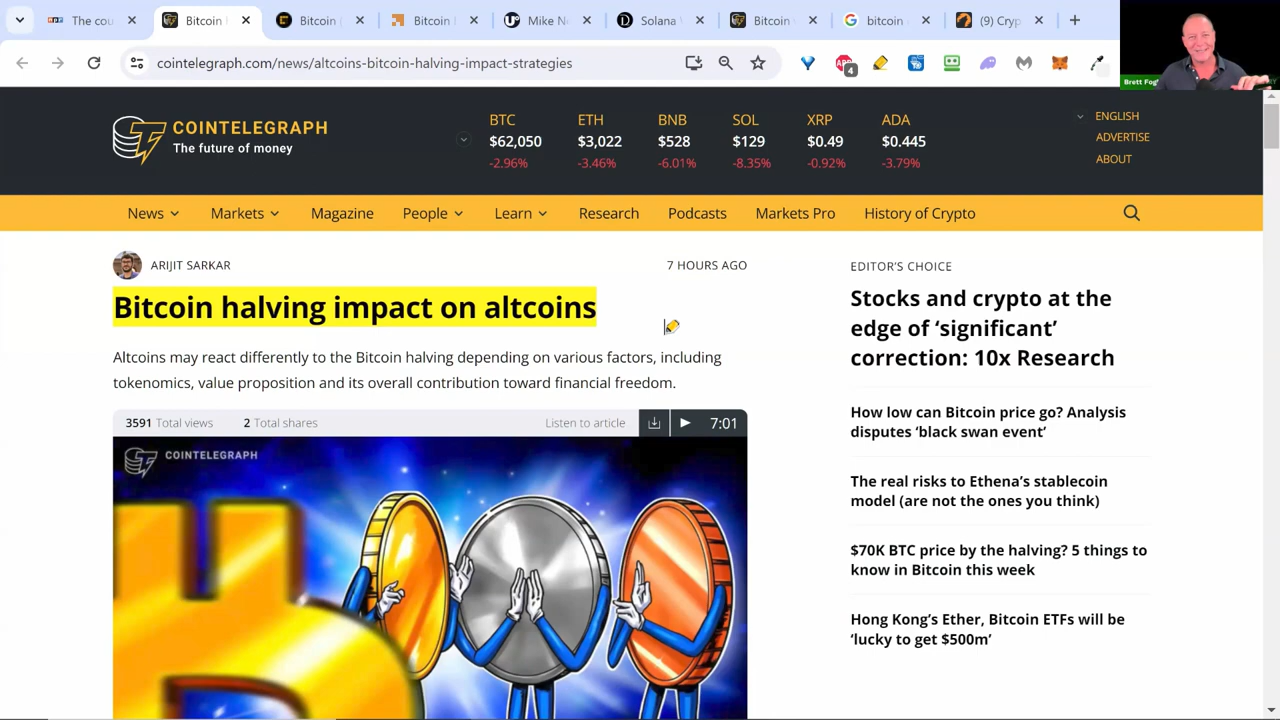 The cou
Bitcoin
Bitcoin
Bitcoin
Mike N
Solana
Bitcoin
bitcoin
(9) Cryp
cointelegraph.com/news/altcoins-bitcoin-halving-impact-strategies
4
Brett Fog
COINTELEGRAPH
The future of money
BTC ETH BNB SOL XRP ADA
$62,050 $3,022 $528 $129 $0.49 $0.445
-2.96% -3.46% -6.01% -8.35% -0.92% -3.79%
ENGLISH
ADVERTISE
ABOUT
News Markets Magazine People Learn Research Podcasts Markets Pro History of Crypto
ARIJIT SARKAR 7 HOURS AGO
Bitcoin halving impact on altcoins
Altcoins may react differently to the Bitcoin halving depending on various factors, including
tokenomics, value proposition and its overall contribution toward financial freedom.
3591 Total views 2 Total shares Listen to article 7:01
COINTELEGRAPH
EDITOR'S CHOICE
Stocks and crypto at the
edge of ‘significant’
correction: 10x Research
How low can Bitcoin price go? Analysis
disputes ‘black swan event’
The real risks to Ethena’s stablecoin
model (are not the ones you think)
$70K BTC price by the halving? 5 things to
know in Bitcoin this week
Hong Kong’s Ether, Bitcoin ETFs will be
‘lucky to get $500m’